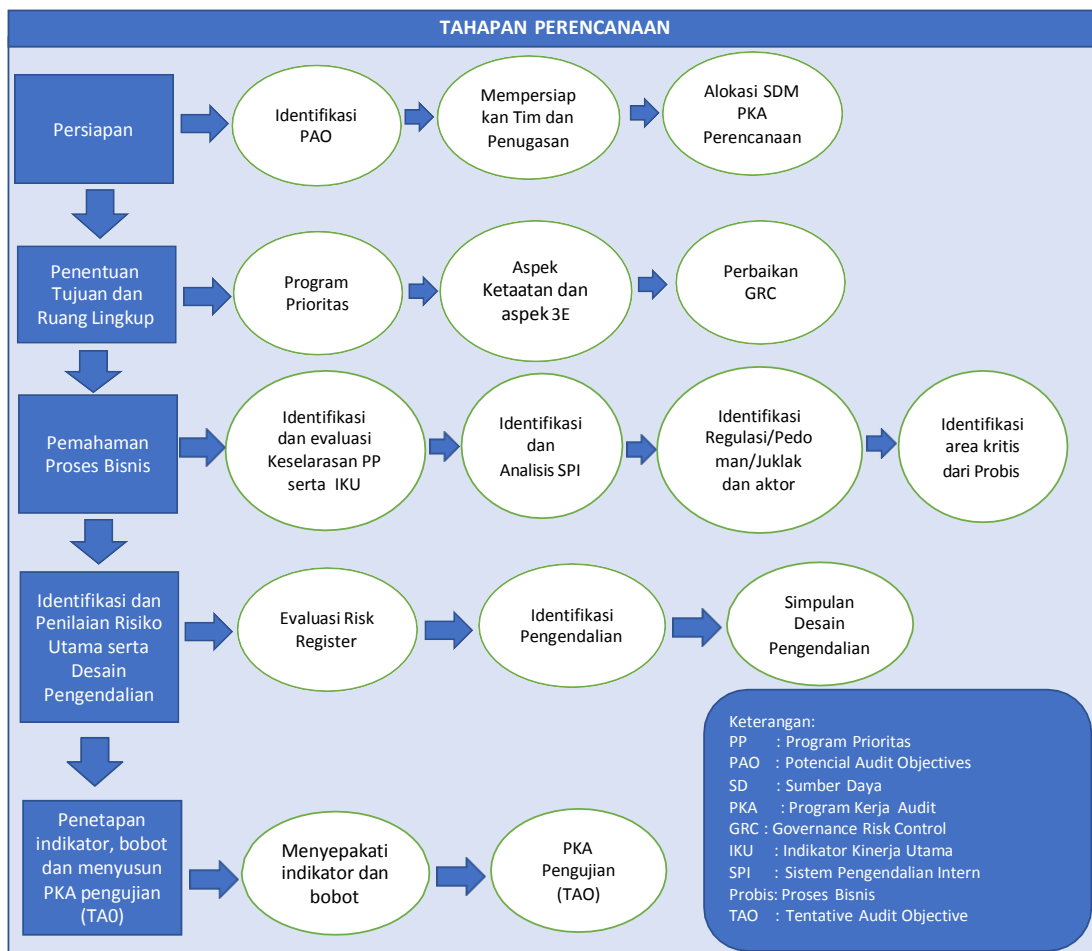 TAHAPAN PERENCANAAN
Persiapan
Identifikasi
PAO
Mempersiap
kan Tim dan
Penugasan
Alokasi SDM
PKA
Perencanaan
Penentuan
Tujuan dan
Ruang Lingkup
Program
Prioritas
Aspek
Ketaatan dan
aspek 3E
Perbaikan
GRC
Pemahaman
Proses Bisnis
Identifikasi
dan evaluasi
Keselarasan PP
serta IKU
Identifikasi
dan
Analisis SPI
Identifikasi
Regulasi/Pedo
man/Juklak
dan aktor
Identifikasi
area kritis
dari Probis
Identifikasi dan
Penilaian Risiko
Utama serta
Desain
Pengendalian
Evaluasi Risk
Register
Identifikasi
Pengendalian
Simpulan
Desain
Pengendalian
Penetapan
indikator, bobot
dan menyusun
PKA pengujian
(TA0)
Menyepakati
indikator dan
bobot
PKA
Pengujian
(TAO)
Keterangan:
PP : Program Prioritas
PAO : Potencial Audit Objectives
SD : Sumber Daya
PKA : Program Kerja Audit
GRC : Governance Risk Control
IKU : Indikator Kinerja Utama
SPI : Sistem Pengendalian Intern
Probis: Proses Bisnis
TAO : Tentative Audit Objective